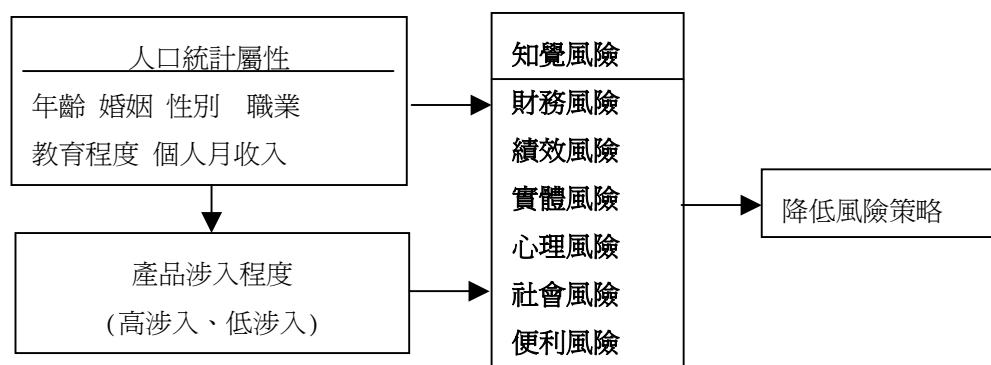 人口統計屬性
年齡 婚姻 性別 職業
教育程度 個人月收入
產品涉入程度
(高涉入、低涉入)
知覺風險
財務風險
績效風險
實體風險
心理風險
社會風險
便利風險
降低風險策略